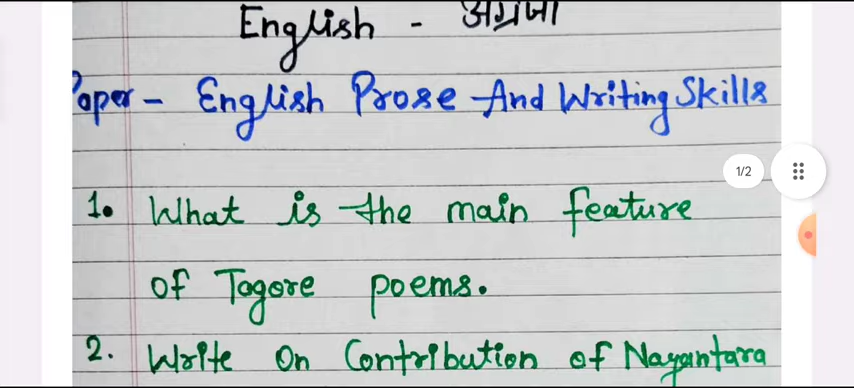 English - अंग्रेजी
Paper - English Prose And Writing Skills
1/2
1. What is the main feature
of Tagore poems.
2. Write on Contribution of Nayantara